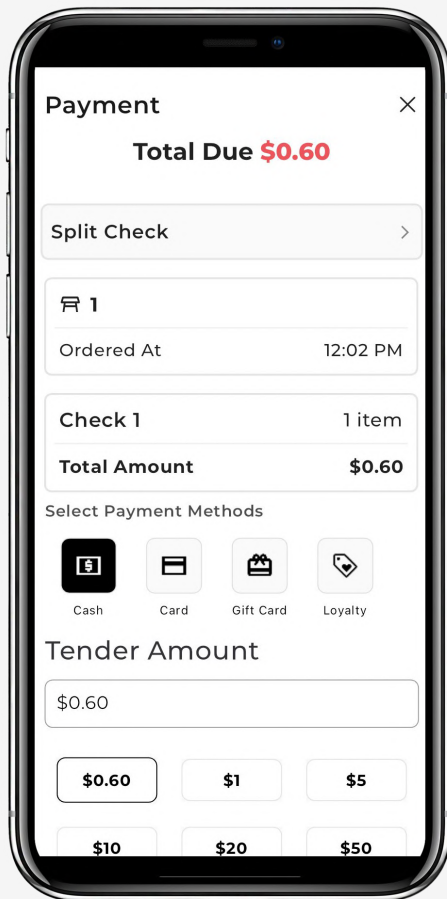 Payment
Total Due $0.60
Split Check
1
Ordered At 12:02 PM
Check 1 1 item
Total Amount $0.60
Select Payment Methods
Cash Card Gift Card Loyalty
Tender Amount
$0.60
$0.60 $1 $5
$10 $20 $50